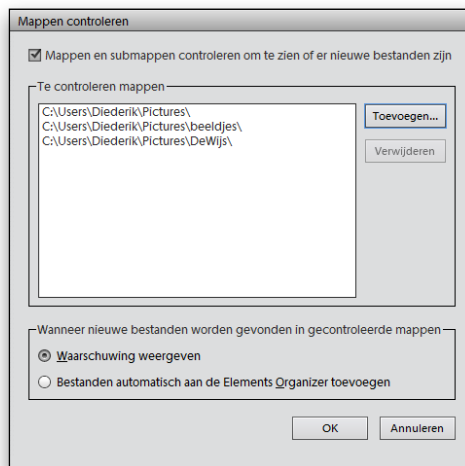 Mappen controleren
Mappen en submappen controleren om te zien of er nieuwe bestanden zijn
Te controleren mappen
C:\Users\Diederik\Pictures\
C:\Users\Diederik\Pictures\beeldjes\
C:\Users\Diederik\Pictures\DeWijs\
Toevoegen...
Verwijderen
Wanneer nieuwe bestanden worden gevonden in gecontroleerde mappen
Waarschuwing weergeven
Bestanden automatisch aan de Elements Organizer toevoegen
OK
Annuleren